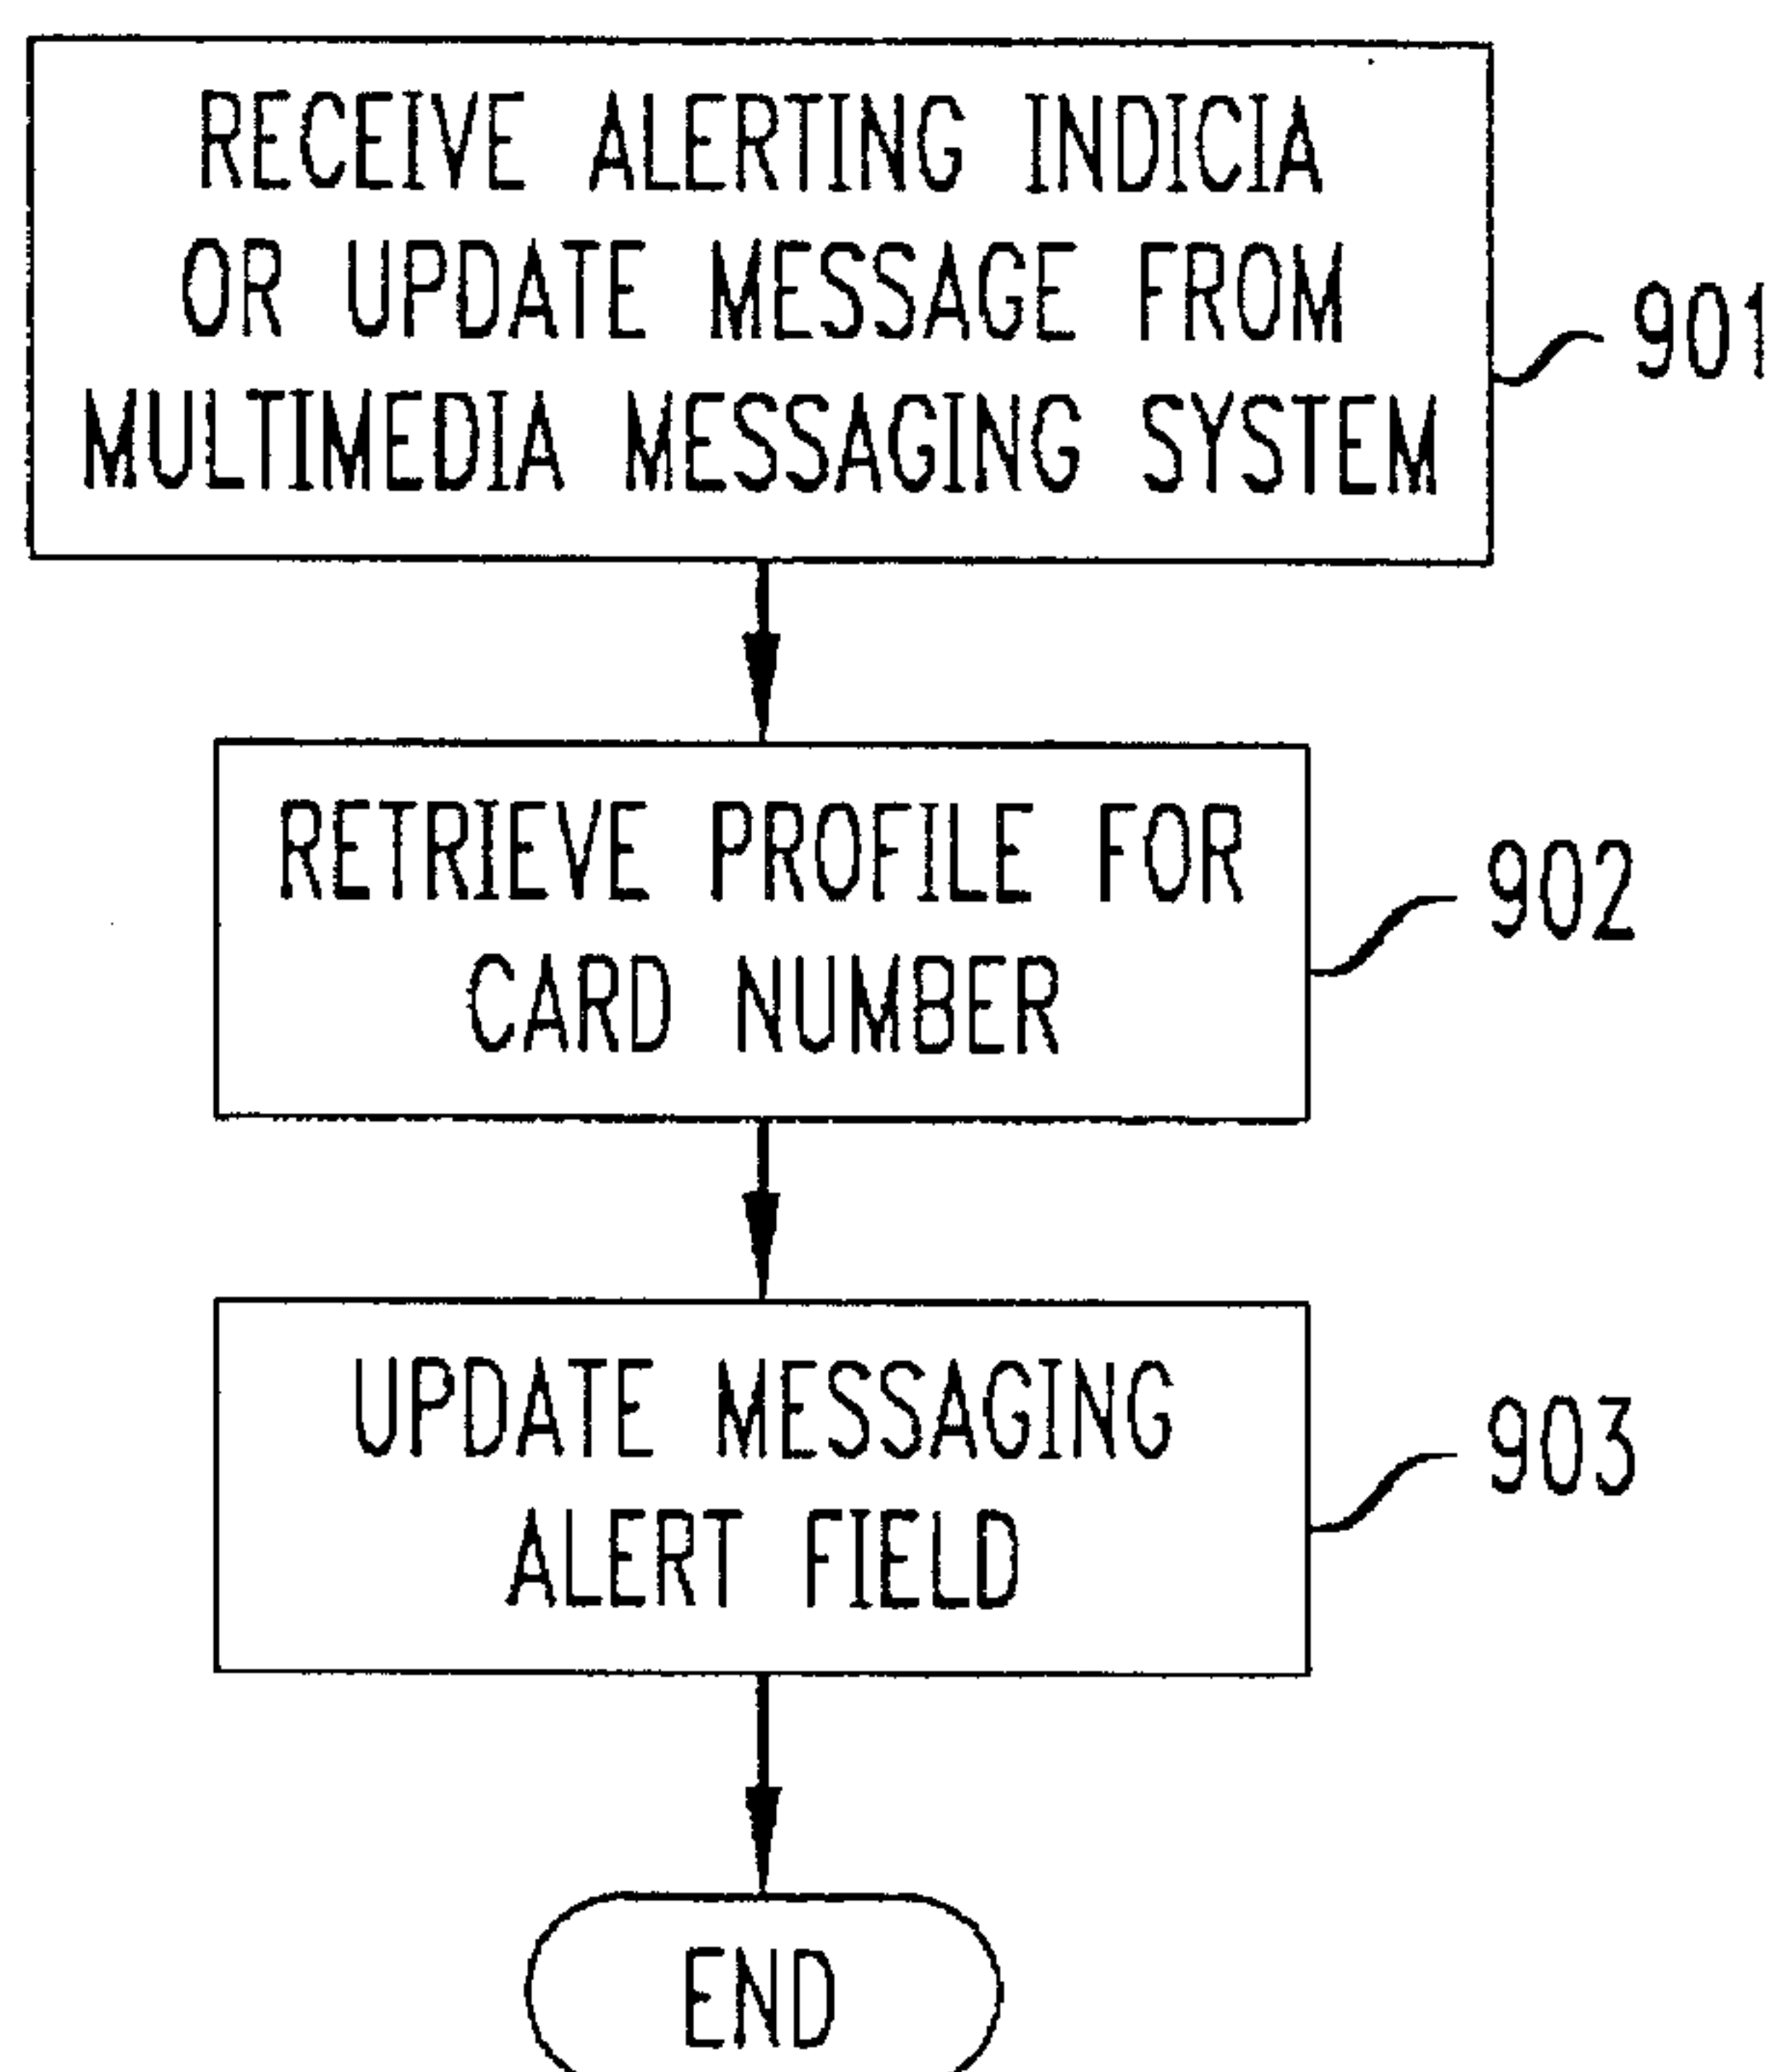 RECEIVE ALERTING INDICIA
OR UPDATE MESSAGE FROM
MULTIMEDIA MESSAGING SYSTEM
901
RETRIEVE PROFILE FOR
CARD NUMBER
902
UPDATE MESSAGING
ALERT FIELD
903
END